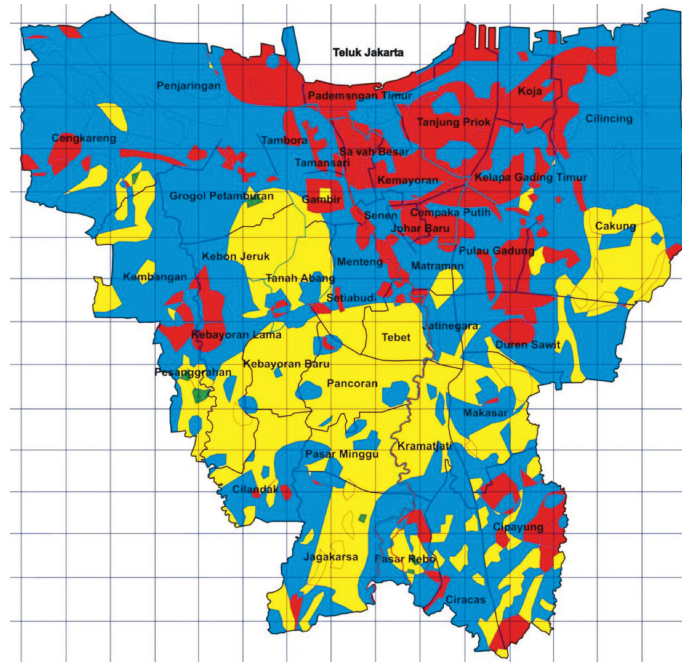 Teluk Jakarta
Penjaringan
Pademangan Timur
Koja
Tanjung Priok
Cilincing
Cengkareng
Tambora
Sa vah Besar
Tamansari
Kemayoran
Kelapa Gading Timur
Grogol Petamburan
Gambir
Senen
Cempaka Putih
Johar Baru
Cakung
Kebon Jeruk
Menteng
Matraman
Pulau Gadung
Kembangan
Tanah Abang
Setiabudi
Kebayoran Lama
Tebet
Jatinegara
Duren Sawit
Pesanggrahan
Kebayoran Baru
Pancoran
Makasar
Pasar Minggu
Kramatjati
Cilandak
Cipayung
Jagakarsa
Pasar Rebo
Ciracas